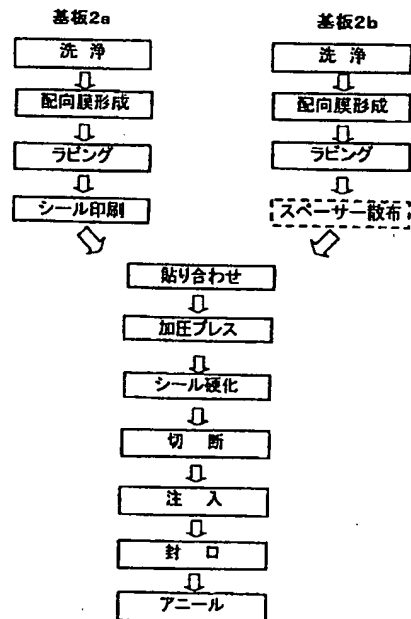 基板2a
洗 浄
配向膜形成
ラビング
シール印刷
基板2b
洗 浄
配向膜形成
ラビング
スペーサー散布
貼り合わせ
加圧プレス
シール硬化
切 断
注 入
封 口
アニール